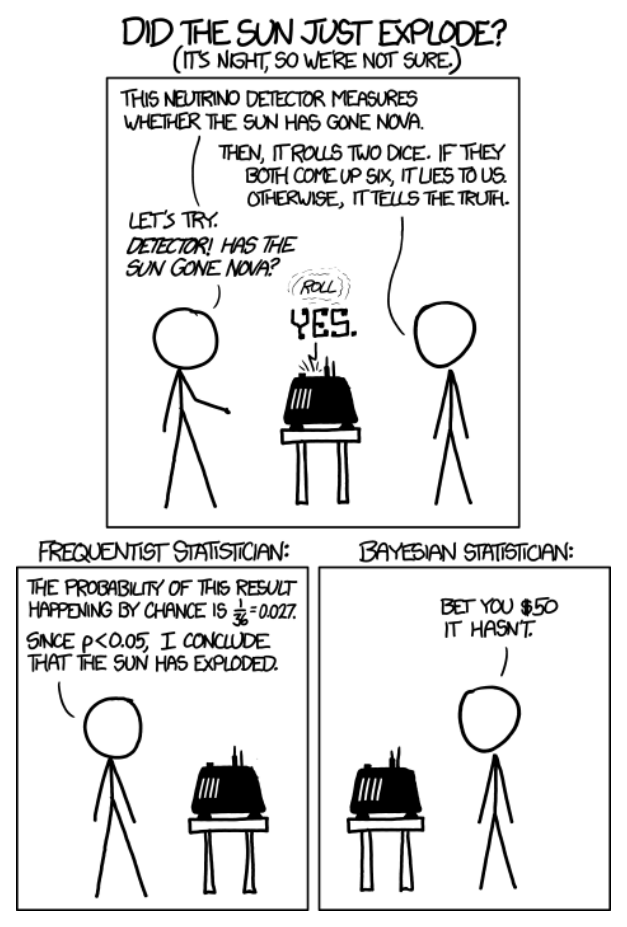 DID THE SUN JUST EXPLODE?
(IT'S NIGHT, SO WE'RE NOT SURE.)
THIS NEUTRINO DETECTOR MEASURES
WHETHER THE SUN HAS GONE NOVA.
THEN, IT ROLLS TWO DICE. IF THEY
BOTH COME UP SIX, IT LIES TO US.
OTHERWISE, IT TELLS THE TRUTH.
LET'S TRY.
DETECTOR! HAS THE
SUN GONE NOVA?
(ROLL)
YES.
FREQUENTIST STATISTICIAN:
THE PROBABILITY OF THIS RESULT
HAPPENING BY CHANCE IS 1/36 = 0.027.
SINCE p<0.05, I CONCLUDE
THAT THE SUN HAS EXPLODED.
BAYESIAN STATISTICIAN:
BET YOU $50
IT HASN'T.